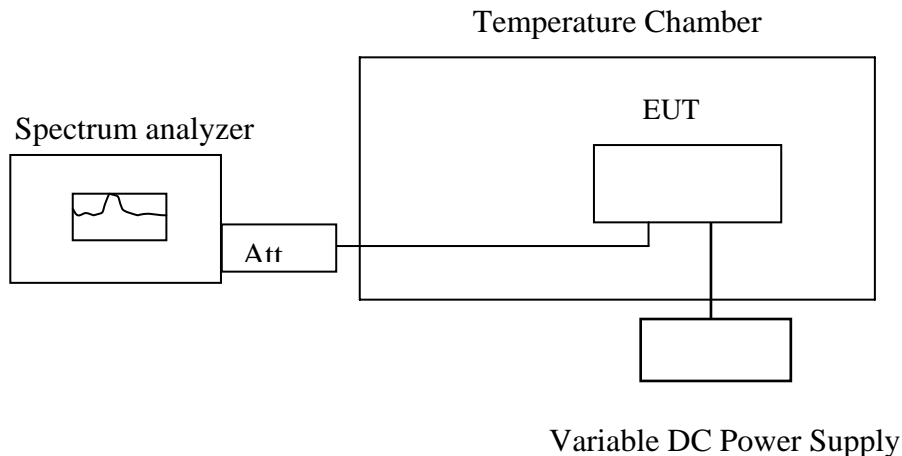 Temperature Chamber
EUT
Spectrum analyzer
Att
Variable DC Power Supply